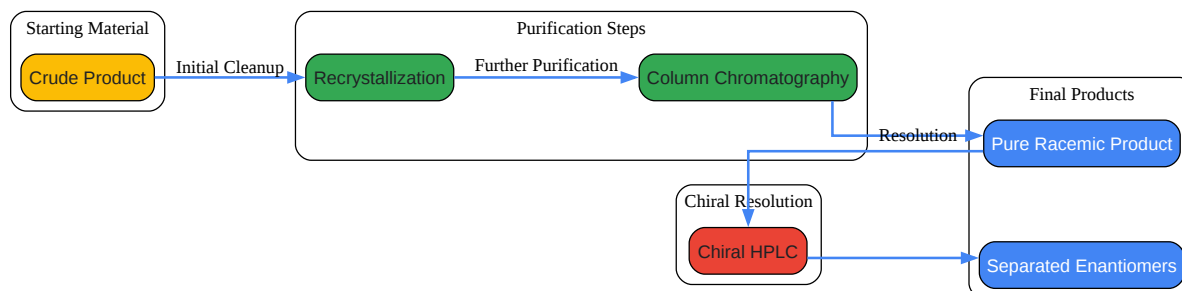 Starting Material
Purification Steps
Crude Product
Initial Cleanup
Recrystallization
Further Purification
Column Chromatography
Final Products
Resolution
Pure Racemic Product
Chiral Resolution
Chiral HPLC
Separated Enantiomers